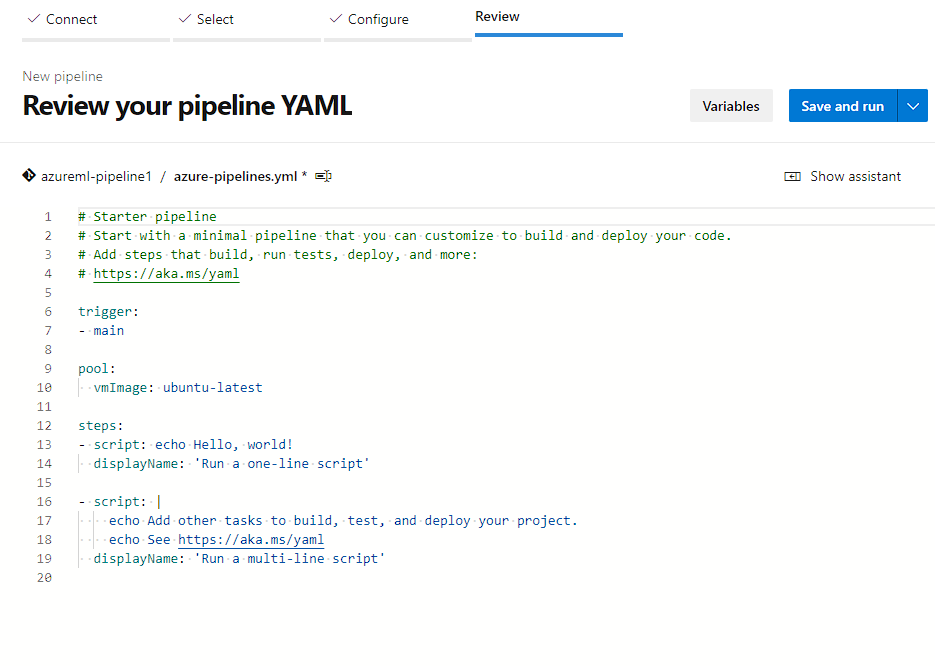 Connect
Select
Configure
Review
New pipeline
Review your pipeline YAML
Variables
Save and run
azureml-pipeline1 / azure-pipelines.yml *
Show assistant
1 # Starter pipeline
2 # Start with a minimal pipeline that you can customize to build and deploy your code.
3 # Add steps that build, run tests, deploy, and more:
4 # https://aka.ms/yaml
5
6 trigger:
7 - main
8
9 pool:
10   vmImage: ubuntu-latest
11
12 steps:
13 - script: echo Hello, world!
14   displayName: 'Run a one-line script'
15
16 - script: |
17     echo Add other tasks to build, test, and deploy your project.
18     echo See https://aka.ms/yaml
19   displayName: 'Run a multi-line script'
20